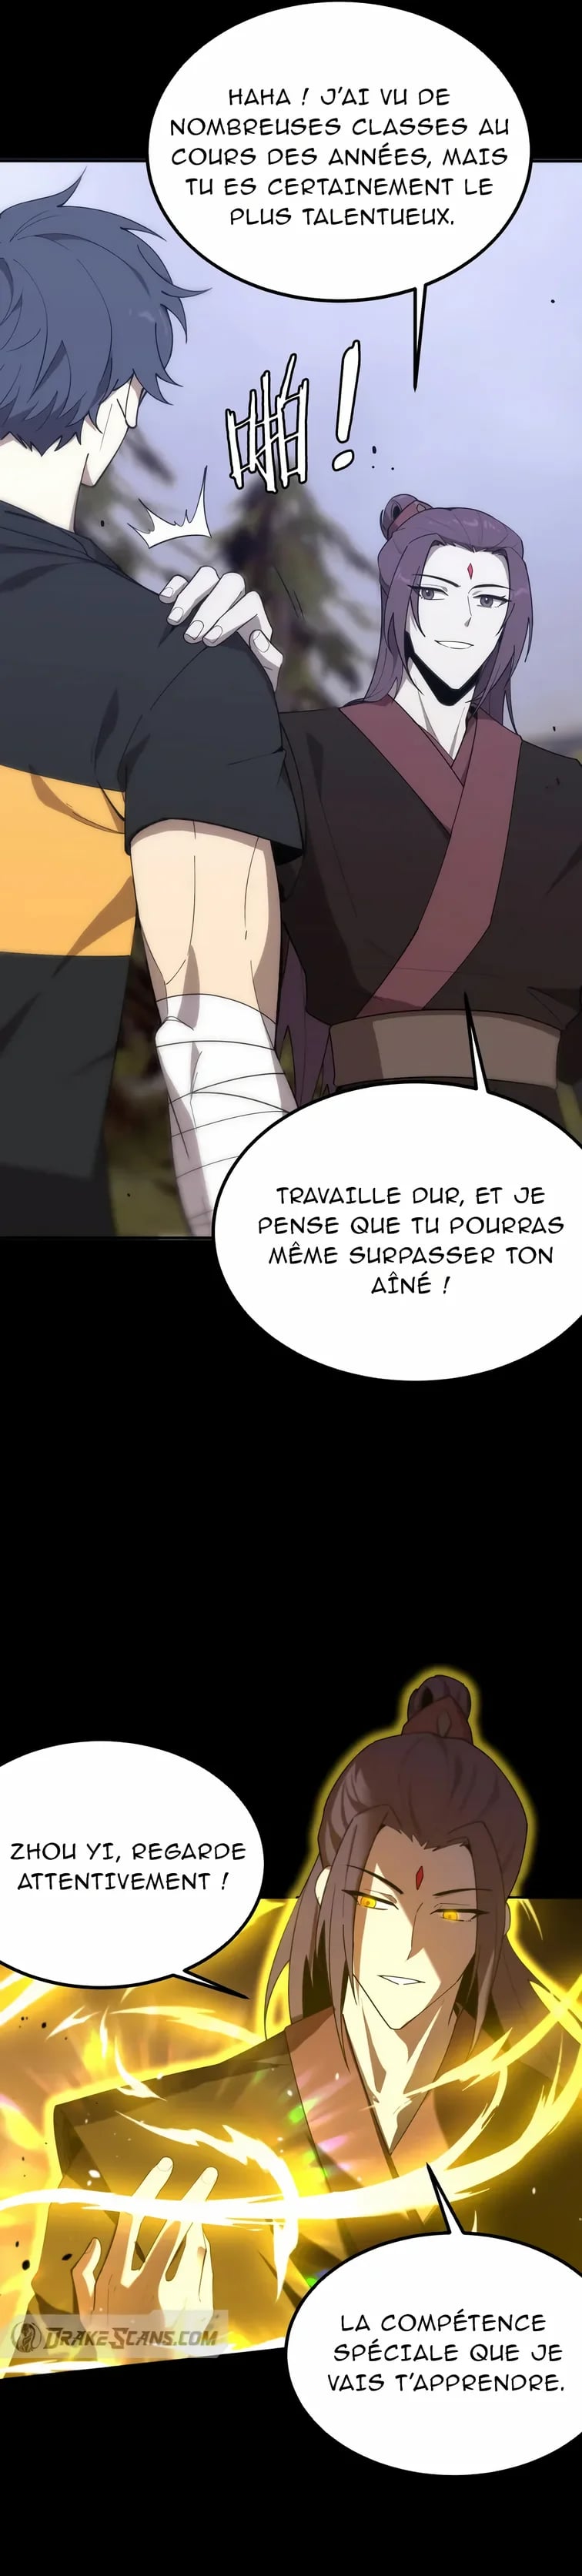 HAHA ! J'AI VU DE
NOMBREUSES CLASSES AU
COURS DES ANNÉES, MAIS
TU ES CERTAINEMENT LE
PLUS TALENTUEUX.
啪!
TRAVAILLE DUR, ET JE
PENSE QUE TU POURRAS
MÊME SURPASSER TON
AÎNÉ !
ZHOU YI, REGARDE
ATTENTIVEMENT !
LA COMPÉTENCE
SPÉCIALE QUE JE
VAIS T'APPRENDRE.
DRAKESCANS.COM